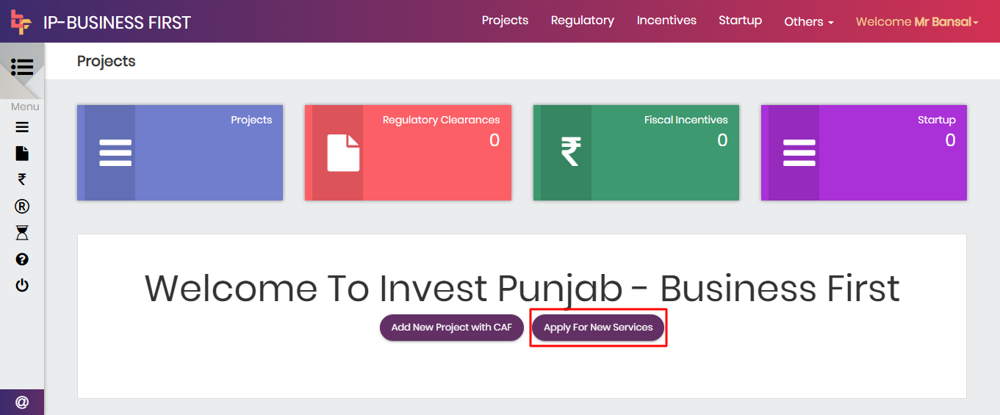 IP-BUSINESS FIRST
Projects Regulatory Incentives Startup Others Welcome Mr Bansal
Projects
Menu
Projects
Regulatory Clearances
0
Fiscal Incentives
0
Startup
0
₹
₹
®
?
Welcome To Invest Punjab - Business First
Add New Project with CAF Apply For New Services
@